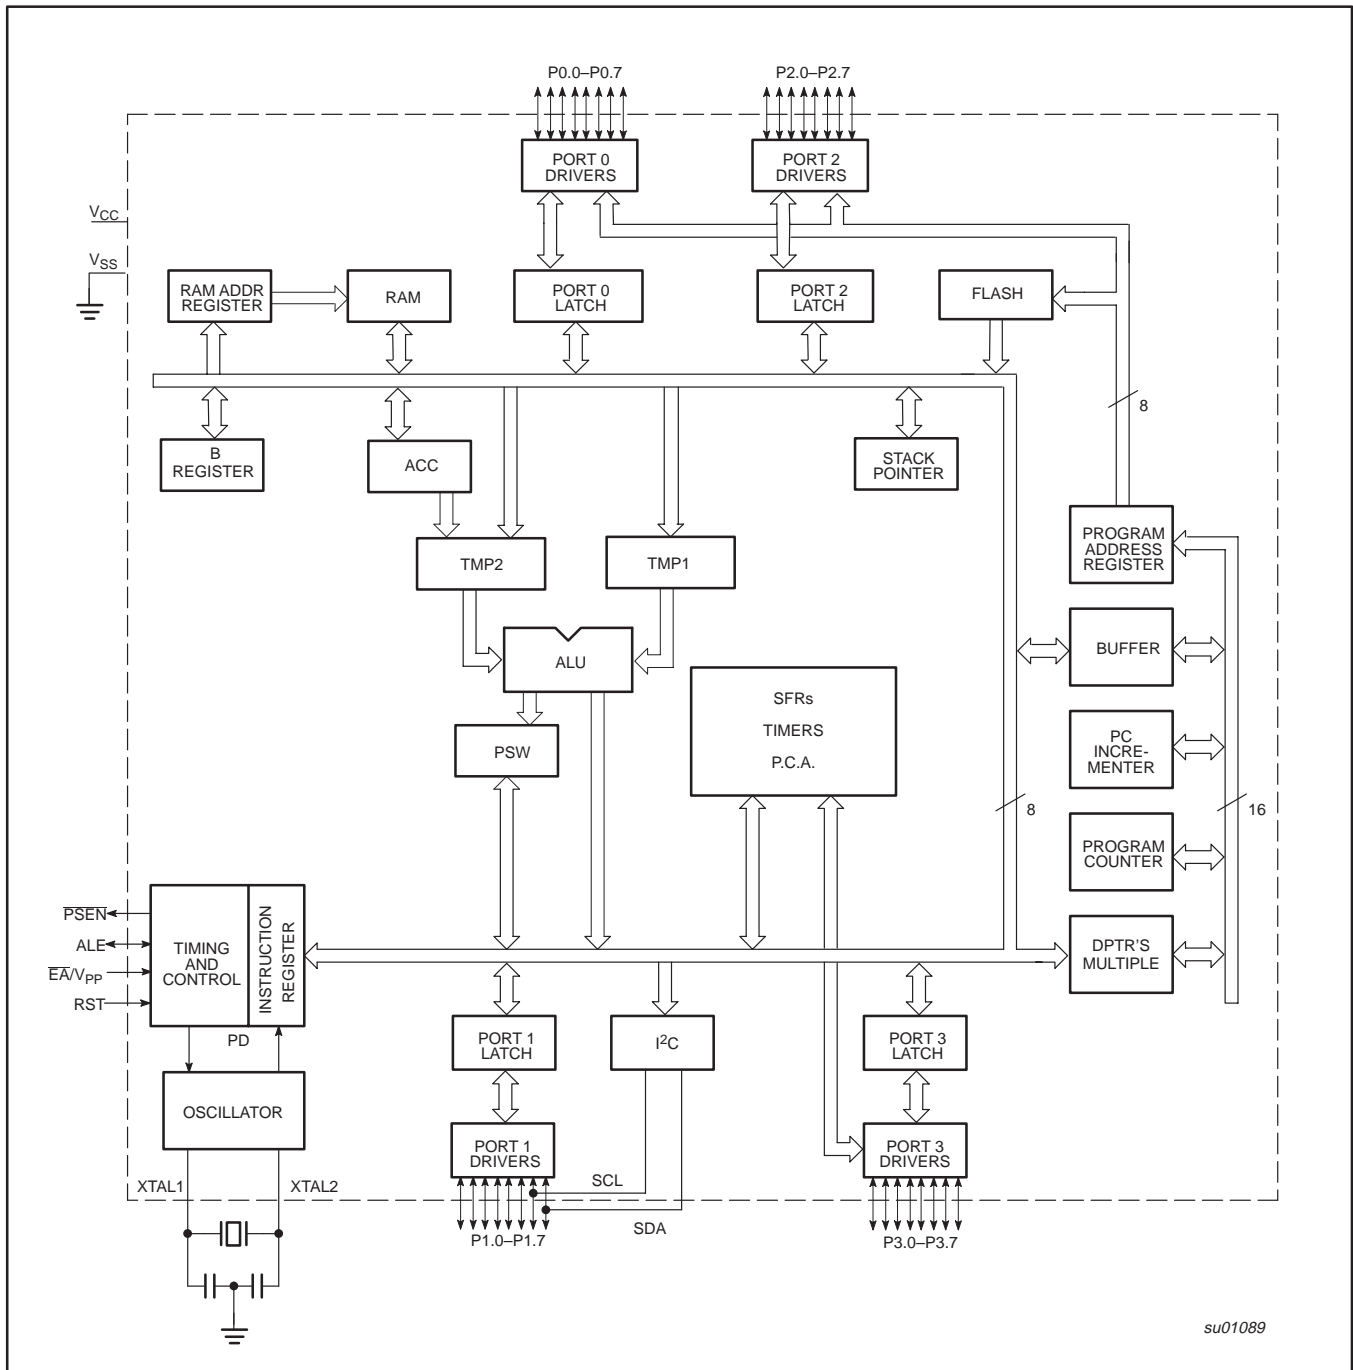 P0.0–P0.7
P2.0–P2.7
PORT 0
DRIVERS
PORT 2
DRIVERS
VCC
VSS
RAM ADDR
REGISTER
RAM
PORT 0
LATCH
PORT 2
LATCH
FLASH
8
B
REGISTER
ACC
STACK
POINTER
PROGRAM
ADDRESS
REGISTER
TMP2
TMP1
ALU
BUFFER
SFRs
TIMERS
P.C.A.
PSW
PC
INCRE-
MENTER
8
16
PROGRAM
COUNTER
PSEN
ALE
EA/VPP
RST
TIMING
AND
CONTROL
INSTRUCTION
REGISTER
DPTR'S
MULTIPLE
PD
PORT 1
LATCH
I2C
PORT 3
LATCH
OSCILLATOR
PORT 1
DRIVERS
PORT 3
DRIVERS
XTAL1
XTAL2
SCL
SDA
P1.0–P1.7
P3.0–P3.7
su01089